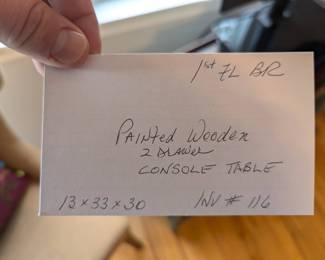 1st FL BR
Painted Wooden
2 Drawer
CONSOLE TABLE
13 x 33 x 30 INV # 116